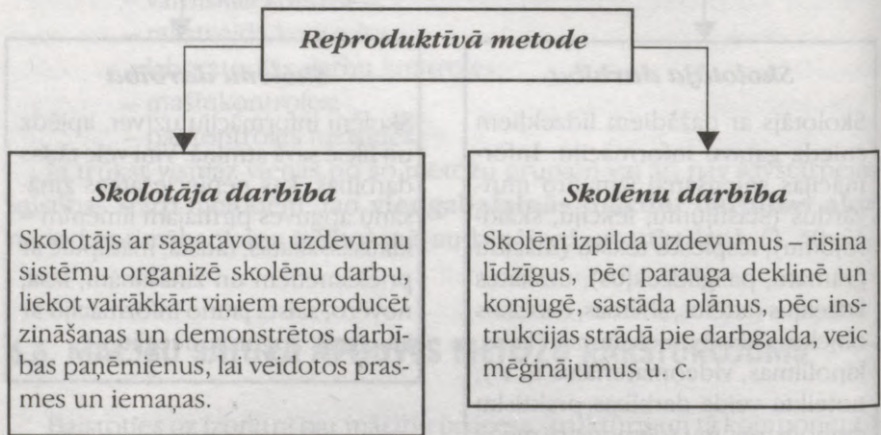 Reproduktīvā metode
Skolotāja darbība
Skolotājs ar sagatavotu uzdevumu
sistēmu organizē skolēnu darbu,
liekot vairākkārt viņiem reproducēt
zināšanas un demonstrētos darbī-
bas paņēmienus, lai veidotos pras-
mes un iemaņas.
Skolēnu darbība
Skolēni izpilda uzdevumus – risina
līdzīgus, pēc parauga deklinē un
konjugē, sastāda plānus, pēc ins-
trukcijas strādā pie darbgalda, veic
mēģinājumus u. c.